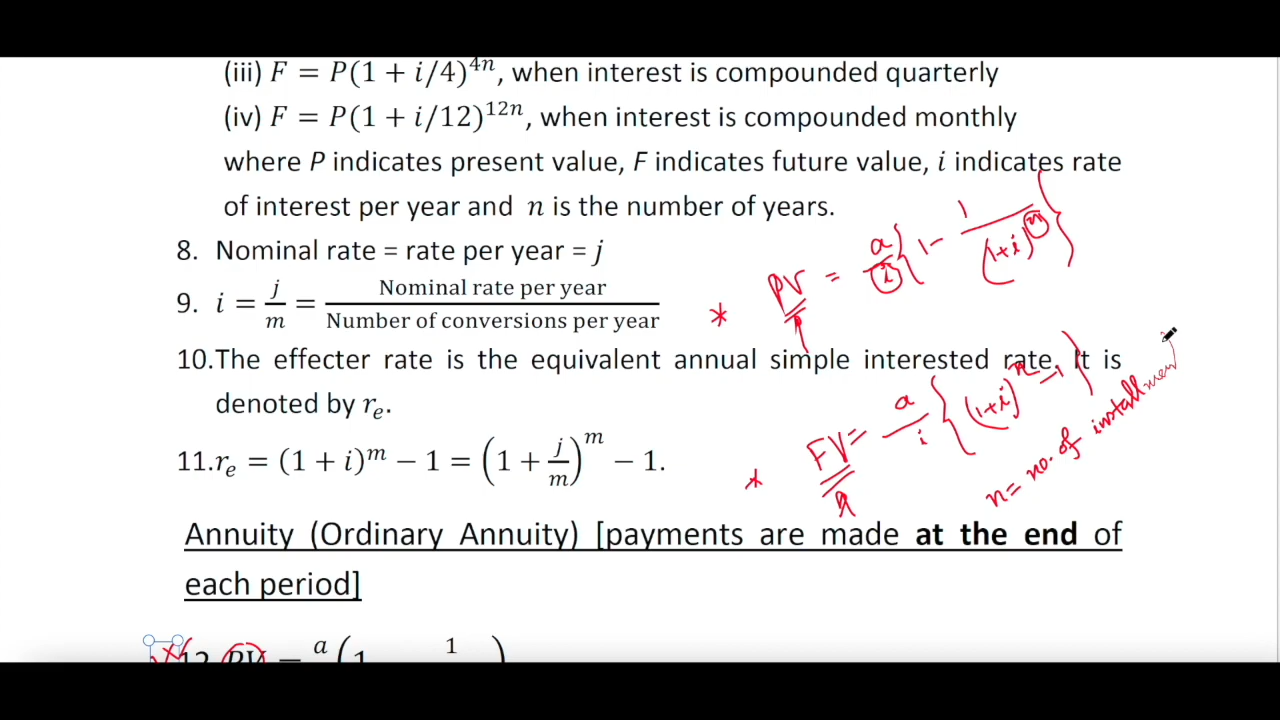 (iii) F = P(1 + i/4)^{4n}, when interest is compounded quarterly
(iv) F = P(1 + i/12)^{12n}, when interest is compounded monthly
where P indicates present value, F indicates future value, i indicates rate
of interest per year and n is the number of years.
8. Nominal rate = rate per year = j
* PV = a/i {1 - 1/(1+i)^n}
9. i = j/m = Nominal rate per year / Number of conversions per year
10. The effecter rate is the equivalent annual simple interested rate. It is
denoted by r_e.
* FV = a/i {(1+i)^n - 1}
n = no. of installment
11. r_e = (1 + i)^m − 1 = (1 + j/m)^m − 1.
Annuity (Ordinary Annuity) [payments are made at the end of
each period]
12. PV = a (1 1 )